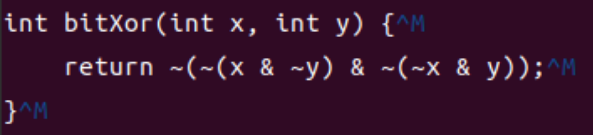 int bitXor(int x, int y) {^M
    return ~(~(x & ~y) & ~(~x & y));^M
}^M